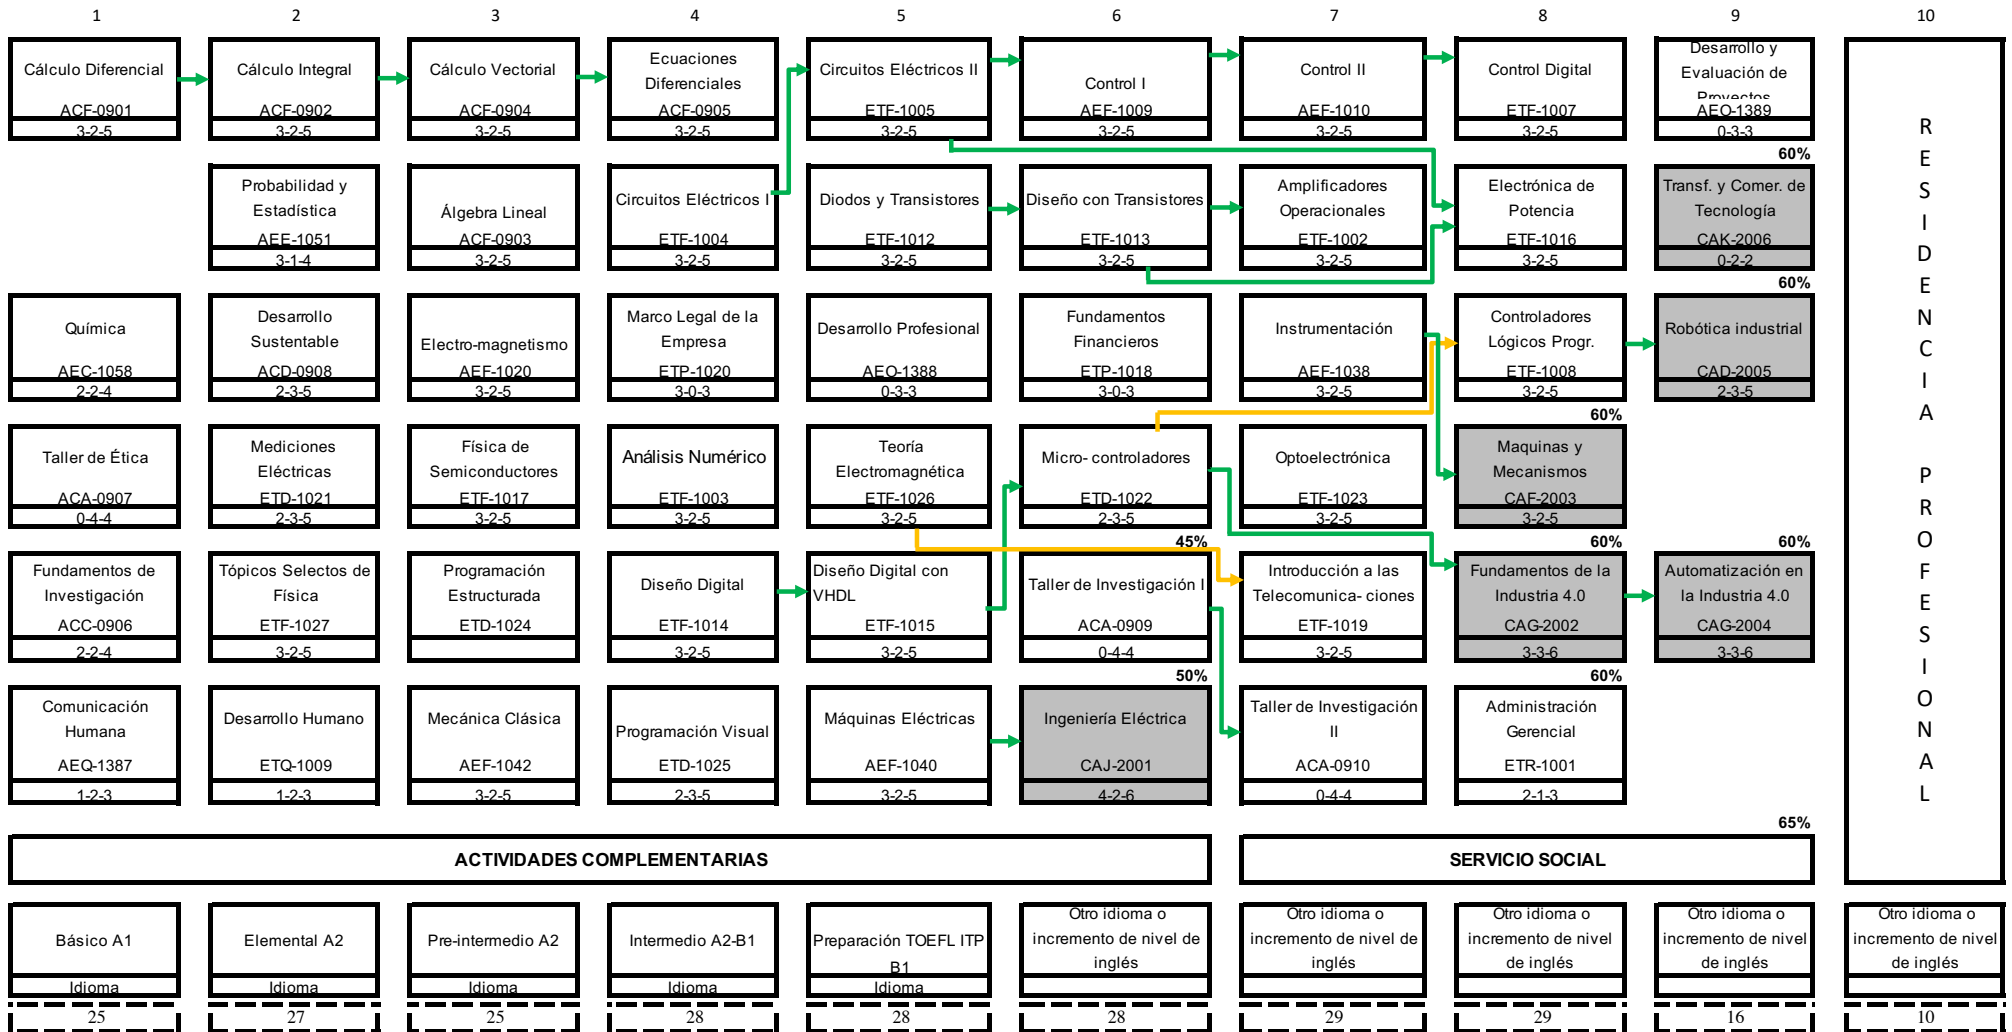 1 2 3 4 5 6 7 8 9 10
Cálculo Diferencial
ACF-0901
3-2-5
Cálculo Integral
ACF-0902
3-2-5
Cálculo Vectorial
ACF-0904
3-2-5
Ecuaciones
Diferenciales
ACF-0905
3-2-5
Circuitos Eléctricos II
ETF-1005
3-2-5
Control I
AEF-1009
3-2-5
Control II
AEF-1010
3-2-5
Control Digital
ETF-1007
3-2-5
Desarrollo y
Evaluación de
Proyectos
AEO-1389
0-3-3
Probabilidad y
Estadística
AEE-1051
3-1-4
Álgebra Lineal
ACF-0903
3-2-5
Circuitos Eléctricos I
ETF-1004
3-2-5
Diodos y Transistores
ETF-1012
3-2-5
Diseño con Transistores
ETF-1013
3-2-5
Amplificadores
Operacionales
ETF-1002
3-2-5
Electrónica de
Potencia
ETF-1016
3-2-5
60%
Transf. y Comer. de
Tecnología
CAK-2006
0-2-2
Química
AEC-1058
2-2-4
Desarrollo
Sustentable
ACD-0908
2-3-5
Electro-magnetismo
AEF-1020
3-2-5
Marco Legal de la
Empresa
ETP-1020
3-0-3
Desarrollo Profesional
AEO-1388
0-3-3
Fundamentos
Financieros
ETP-1018
3-0-3
Instrumentación
AEF-1038
3-2-5
Controladores
Lógicos Progr.
ETF-1008
3-2-5
60%
Robótica industrial
CAD-2005
2-3-5
Taller de Ética
ACA-0907
0-4-4
Mediciones
Eléctricas
ETD-1021
2-3-5
Física de
Semiconductores
ETF-1017
3-2-5
Análisis Numérico
ETF-1003
3-2-5
Teoría
Electromagnética
ETF-1026
3-2-5
Micro- controladores
ETD-1022
2-3-5
Optoelectrónica
ETF-1023
3-2-5
60%
Maquinas y
Mecanismos
CAF-2003
3-2-5
Fundamentos de
Investigación
ACC-0906
2-2-4
Tópicos Selectos de
Física
ETF-1027
3-2-5
Programación
Estructurada
ETD-1024
Diseño Digital
ETF-1014
3-2-5
Diseño Digital con
VHDL
ETF-1015
3-2-5
45%
Taller de Investigación I
ACA-0909
0-4-4
Introducción a las
Telecomunica- ciones
ETF-1019
3-2-5
60%
Fundamentos de la
Industria 4.0
CAG-2002
3-3-6
60%
Automatización en
la Industria 4.0
CAG-2004
3-3-6
Comunicación
Humana
AEQ-1387
1-2-3
Desarrollo Humano
ETQ-1009
1-2-3
Mecánica Clásica
AEF-1042
3-2-5
Programación Visual
ETD-1025
2-3-5
Máquinas Eléctricas
AEF-1040
3-2-5
50%
Ingeniería Eléctrica
CAJ-2001
4-2-6
Taller de Investigación
II
ACA-0910
0-4-4
60%
Administración
Gerencial
ETR-1001
2-1-3
RESIDENCIA PROFESIONAL
ACTIVIDADES COMPLEMENTARIAS
65%
SERVICIO SOCIAL
Básico A1
Idioma
Elemental A2
Idioma
Pre-intermedio A2
Idioma
Intermedio A2-B1
Idioma
Preparación TOEFL ITP
B1
Idioma
Otro idioma o
incremento de nivel de
inglés
Otro idioma o
incremento de nivel de
inglés
Otro idioma o
incremento de nivel
de inglés
Otro idioma o
incremento de nivel
de inglés
Otro idioma o
incremento de nivel
de inglés
25 27 25 28 28 28 29 29 16 10